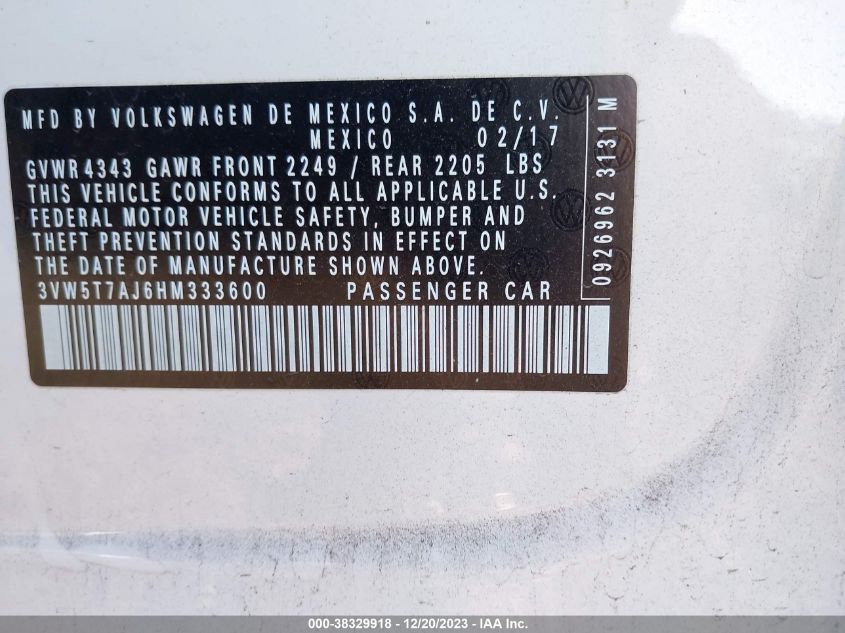 MFD BY VOLKSWAGEN DE MEXICO S.A. DE C.V.
MEXICO 02/17
GVWR 4343 GAWR FRONT 2249 / REAR 2205 LBS
THIS VEHICLE CONFORMS TO ALL APPLICABLE U.S.
FEDERAL MOTOR VEHICLE SAFETY, BUMPER AND
THEFT PREVENTION STANDARDS IN EFFECT ON
THE DATE OF MANUFACTURE SHOWN ABOVE.
3VW5T7AJ6HM333600 PASSENGER CAR
0926962 3131 M
000-38329918 - 12/20/2023 - IAA Inc.